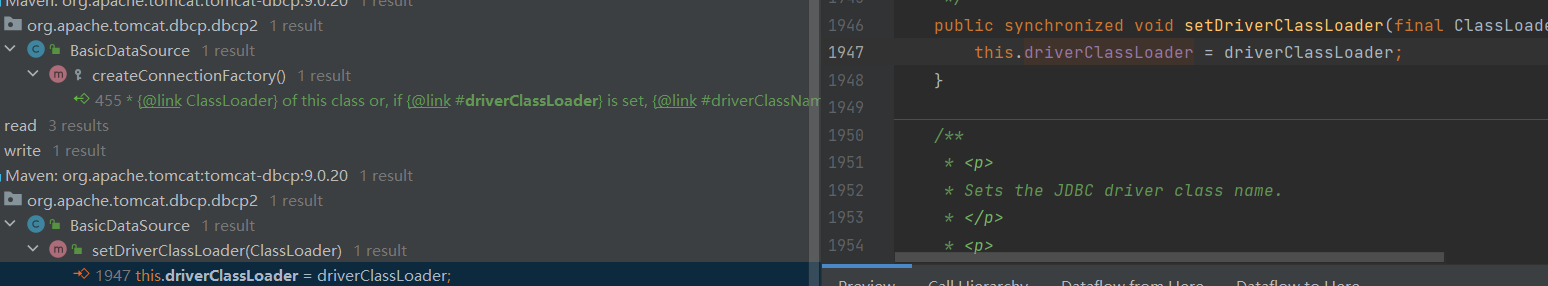 Maven: org.apache.tomcat.dbcp.dbcp2:9.0.20 1 result
org.apache.tomcat.dbcp.dbcp2 1 result
BasicDataSource 1 result
createConnectionFactory() 1 result
455 * {@link ClassLoader} of this class or, if {@link #driverClassLoader} is set, {@link #driverClassNam
read 3 results
write 1 result
Maven: org.apache.tomcat:tomcat-dbcp:9.0.20 1 result
org.apache.tomcat.dbcp.dbcp2 1 result
BasicDataSource 1 result
setDriverClassLoader(ClassLoader) 1 result
1947 this.driverClassLoader = driverClassLoader;
1945 */
1946 public synchronized void setDriverClassLoader(final ClassLoade
1947 this.driverClassLoader = driverClassLoader;
1948 }
1949
1950 /**
1951 * <p>
1952 * Sets the JDBC driver class name.
1953 * </p>
1954 * <p>
Preview Call Hierarchy Dataflow from Here Dataflow to Here